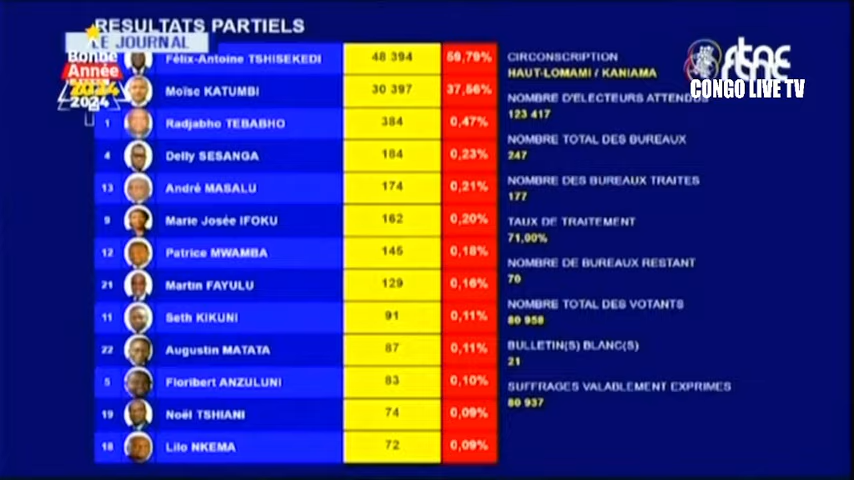 RESULTATS PARTIELS
LE JOURNAL
Bonne
Année
2024
2024
Félix-Antoine TSHISEKEDI 48 394 59,79%
Moïse KATUMBI 30 397 37,56%
1 Radjabho TEBABHO 384 0,47%
4 Delly SESANGA 184 0,23%
13 André MASALU 174 0,21%
9 Marie Josée IFOKU 162 0,20%
12 Patrice MWAMBA 145 0,18%
21 Martin FAYULU 129 0,16%
11 Seth KIKUNI 91 0,11%
22 Augustin MATATA 87 0,11%
5 Floribert ANZULUNI 83 0,10%
19 Noël TSHIANI 74 0,09%
18 Lilo NKEMA 72 0,09%
rtnc
CONGO LIVE TV
CIRCONSCRIPTION
HAUT-LOMAMI / KANIAMA
NOMBRE D'ELECTEURS ATTENDUS
123 417
NOMBRE TOTAL DES BUREAUX
247
NOMBRE DES BUREAUX TRAITES
177
TAUX DE TRAITEMENT
71,00%
NOMBRE DE BUREAUX RESTANT
70
NOMBRE TOTAL DES VOTANTS
80 958
BULLETIN(S) BLANC(S)
21
SUFFRAGES VALABLEMENT EXPRIMES
80 937